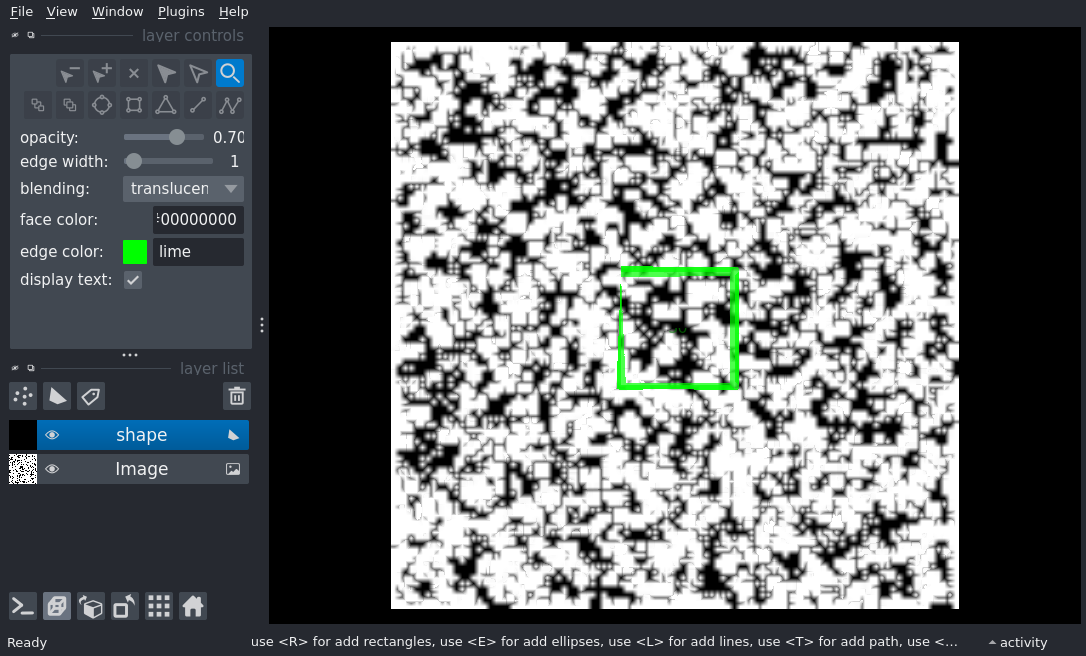 File View Window Plugins Help
layer controls
opacity: 0.70
edge width: 1
blending: translucen
face color: #00000000
edge color: lime
display text:
layer list
shape
Image
Ready use <R> for add rectangles, use <E> for add ellipses, use <L> for add lines, use <T> for add path, use <... activity